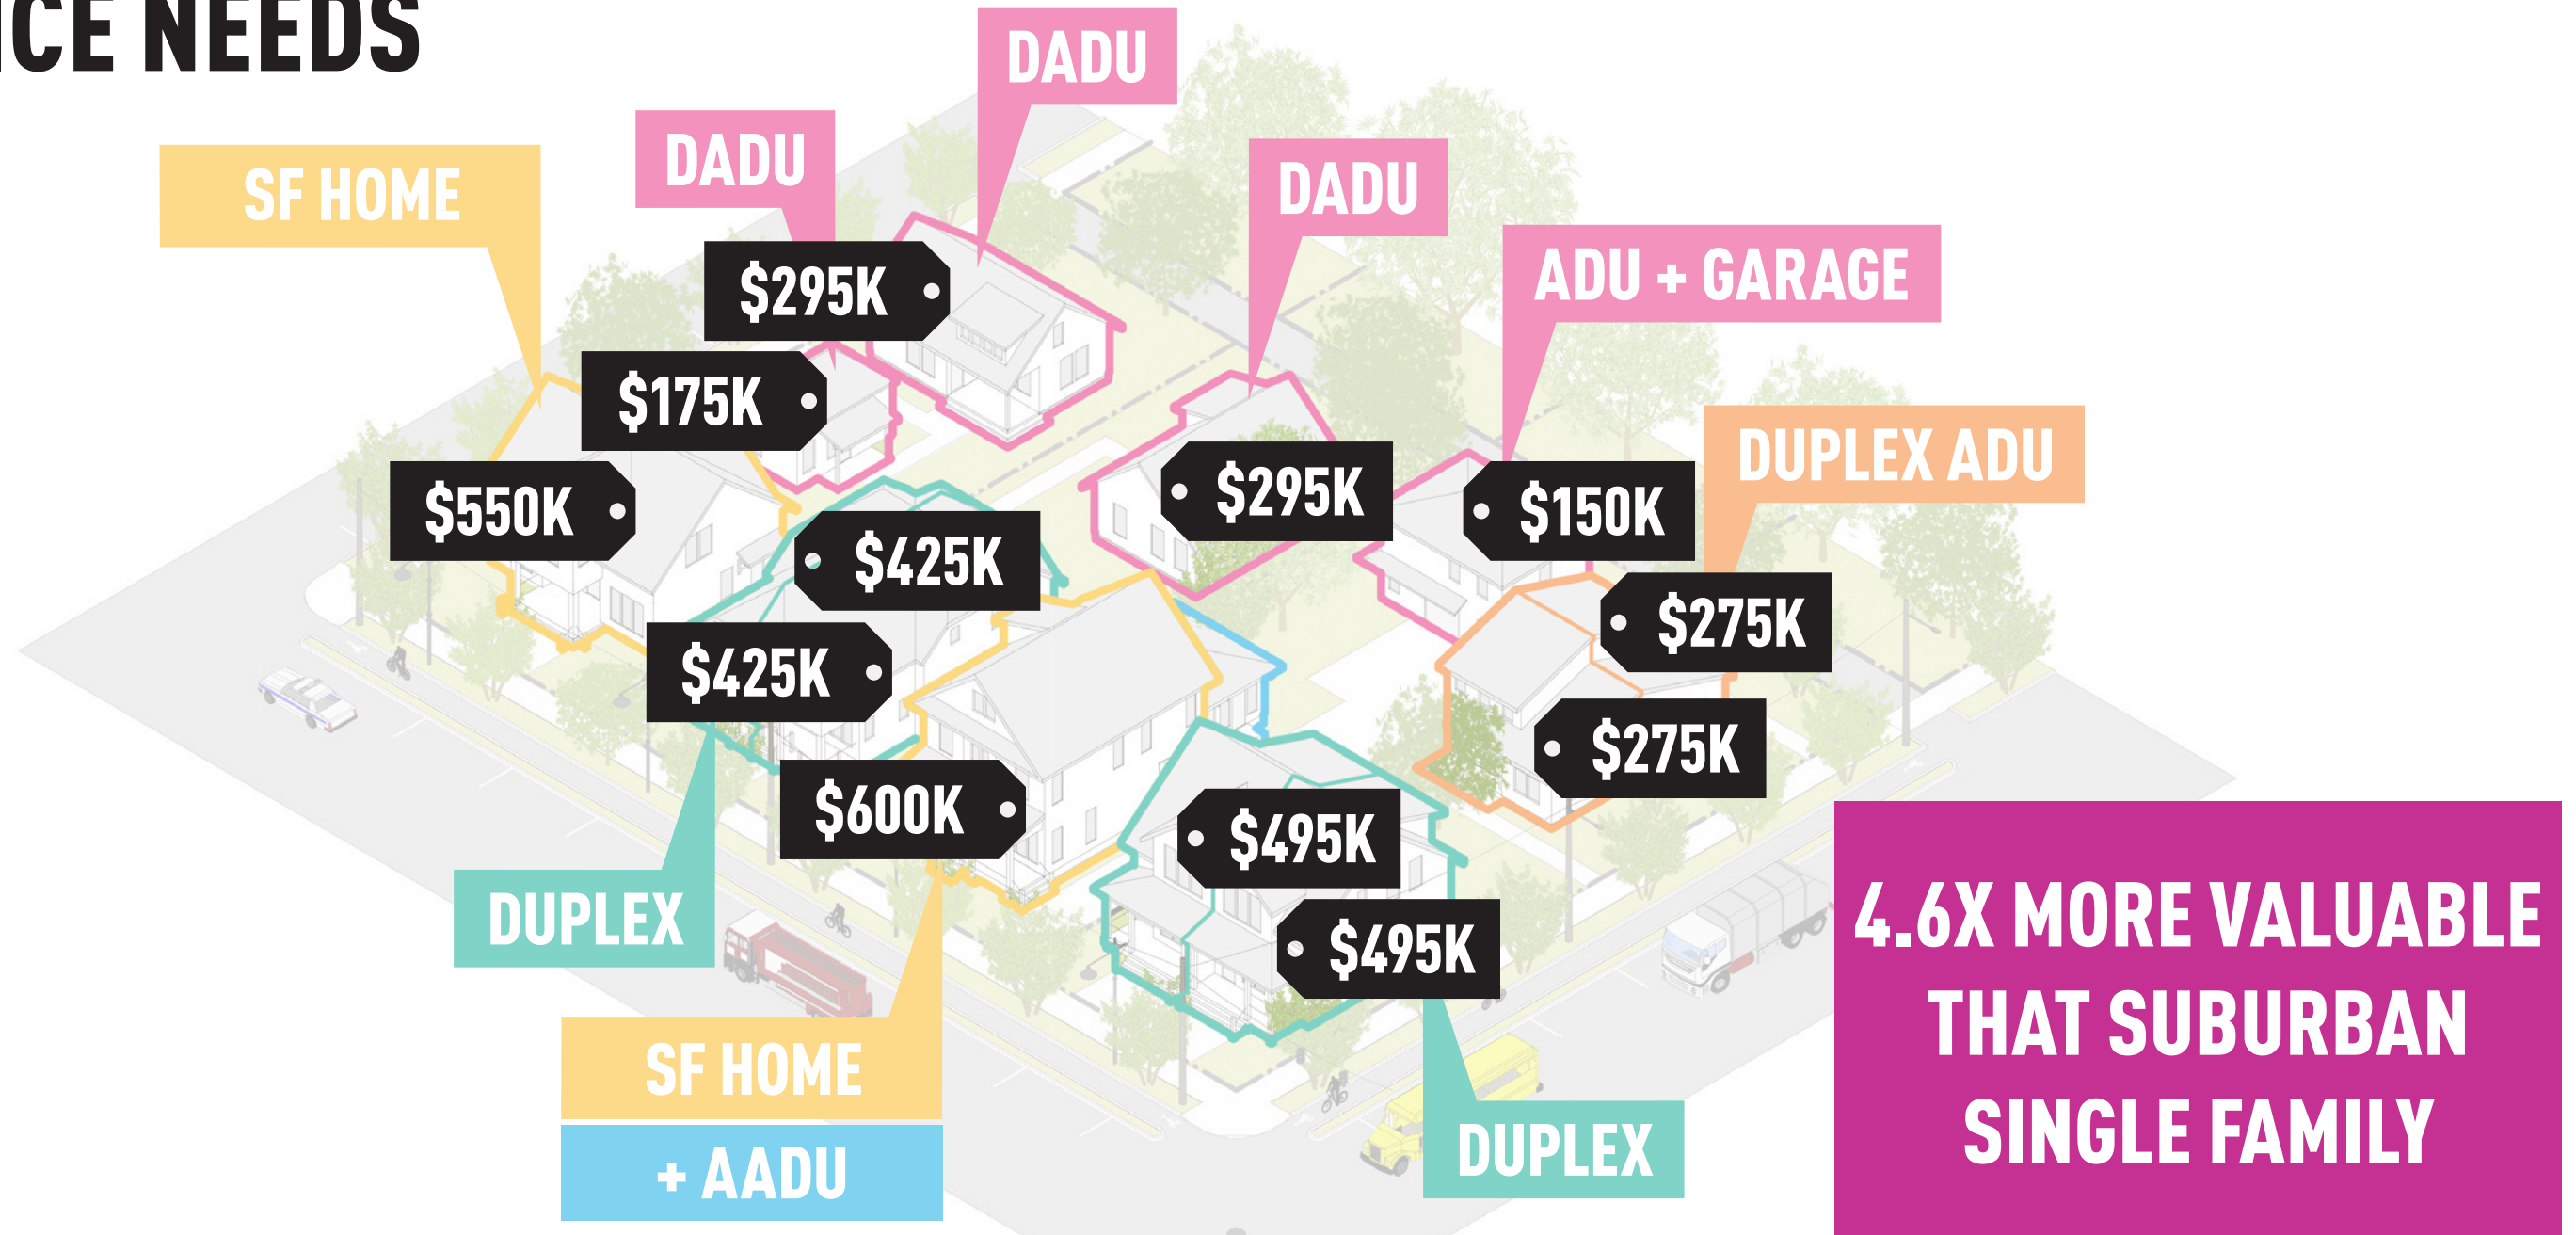 ICE NEEDS
DADU
DADU
DADU
SF HOME
ADU + GARAGE
$295K
$175K
DUPLEX ADU
$550K
$295K
$150K
$425K
$275K
$425K
$275K
$600K
$495K
DUPLEX
$495K
4.6X MORE VALUABLE
THAT SUBURBAN
SINGLE FAMILY
SF HOME
+ AADU
DUPLEX